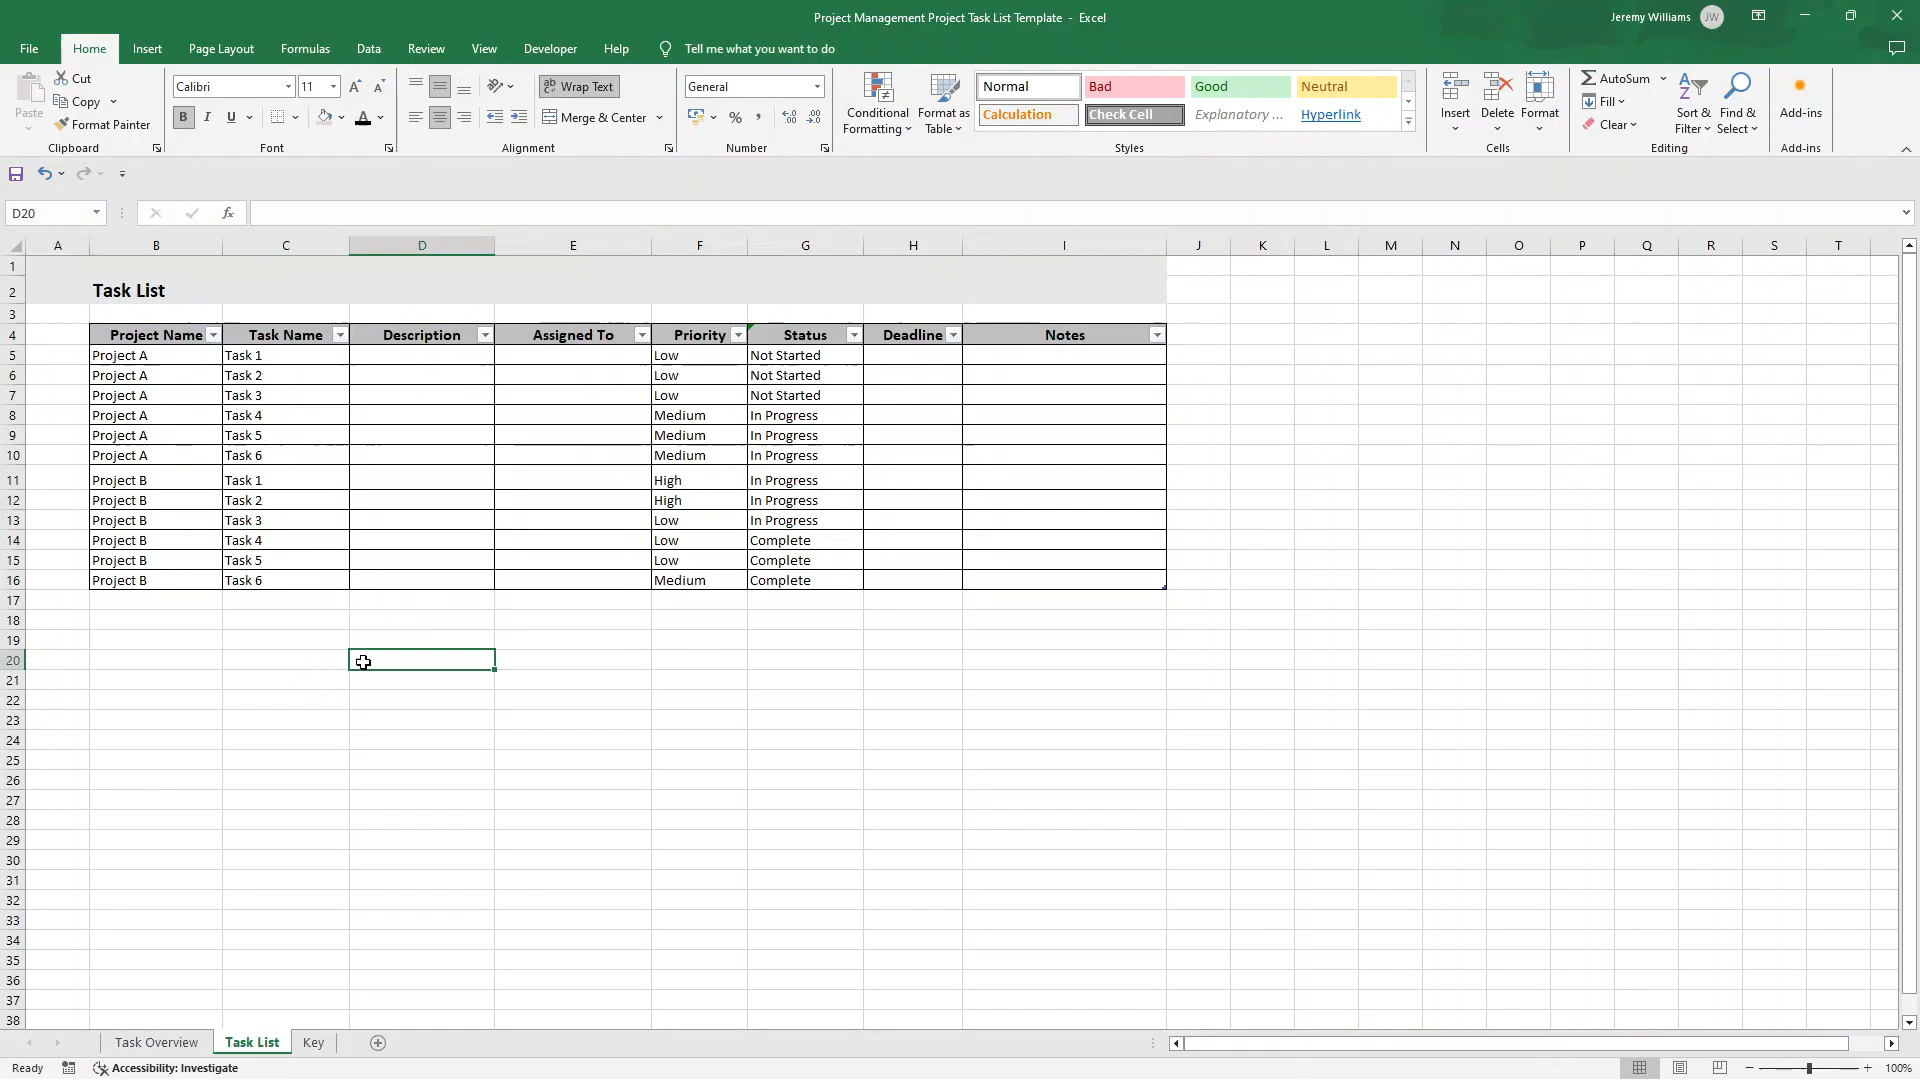 Project Management Project Task List Template - Excel
Jeremy Williams JW
File Home Insert Page Layout Formulas Data Review View Developer Help Tell me what you want to do
Paste
Cut
Copy
Format Painter
Clipboard
Calibri 11
B I U
Font
Wrap Text
Merge & Center
Alignment
General
Number
Conditional Formatting
Format as Table
Normal Bad Good Neutral
Calculation Check Cell Explanatory ... Hyperlink
Styles
Insert Delete Format
Cells
AutoSum
Fill
Clear
Sort & Filter
Find & Select
Editing
Add-ins
Add-ins
D20 fx
A B C D E F G H I J K L M N O P Q R S T
1
2 Task List
3
4 Project Name Task Name Description Assigned To Priority Status Deadline Notes
5 Project A Task 1 Low Not Started
6 Project A Task 2 Low Not Started
7 Project A Task 3 Low Not Started
8 Project A Task 4 Medium In Progress
9 Project A Task 5 Medium In Progress
10 Project A Task 6 Medium In Progress
11 Project B Task 1 High In Progress
12 Project B Task 2 High In Progress
13 Project B Task 3 Low In Progress
14 Project B Task 4 Low Complete
15 Project B Task 5 Low Complete
16 Project B Task 6 Medium Complete
17
18
19
20
21
22
23
24
25
26
27
28
29
30
31
32
33
34
35
36
37
38
Task Overview Task List Key
Ready Accessibility: Investigate 100%